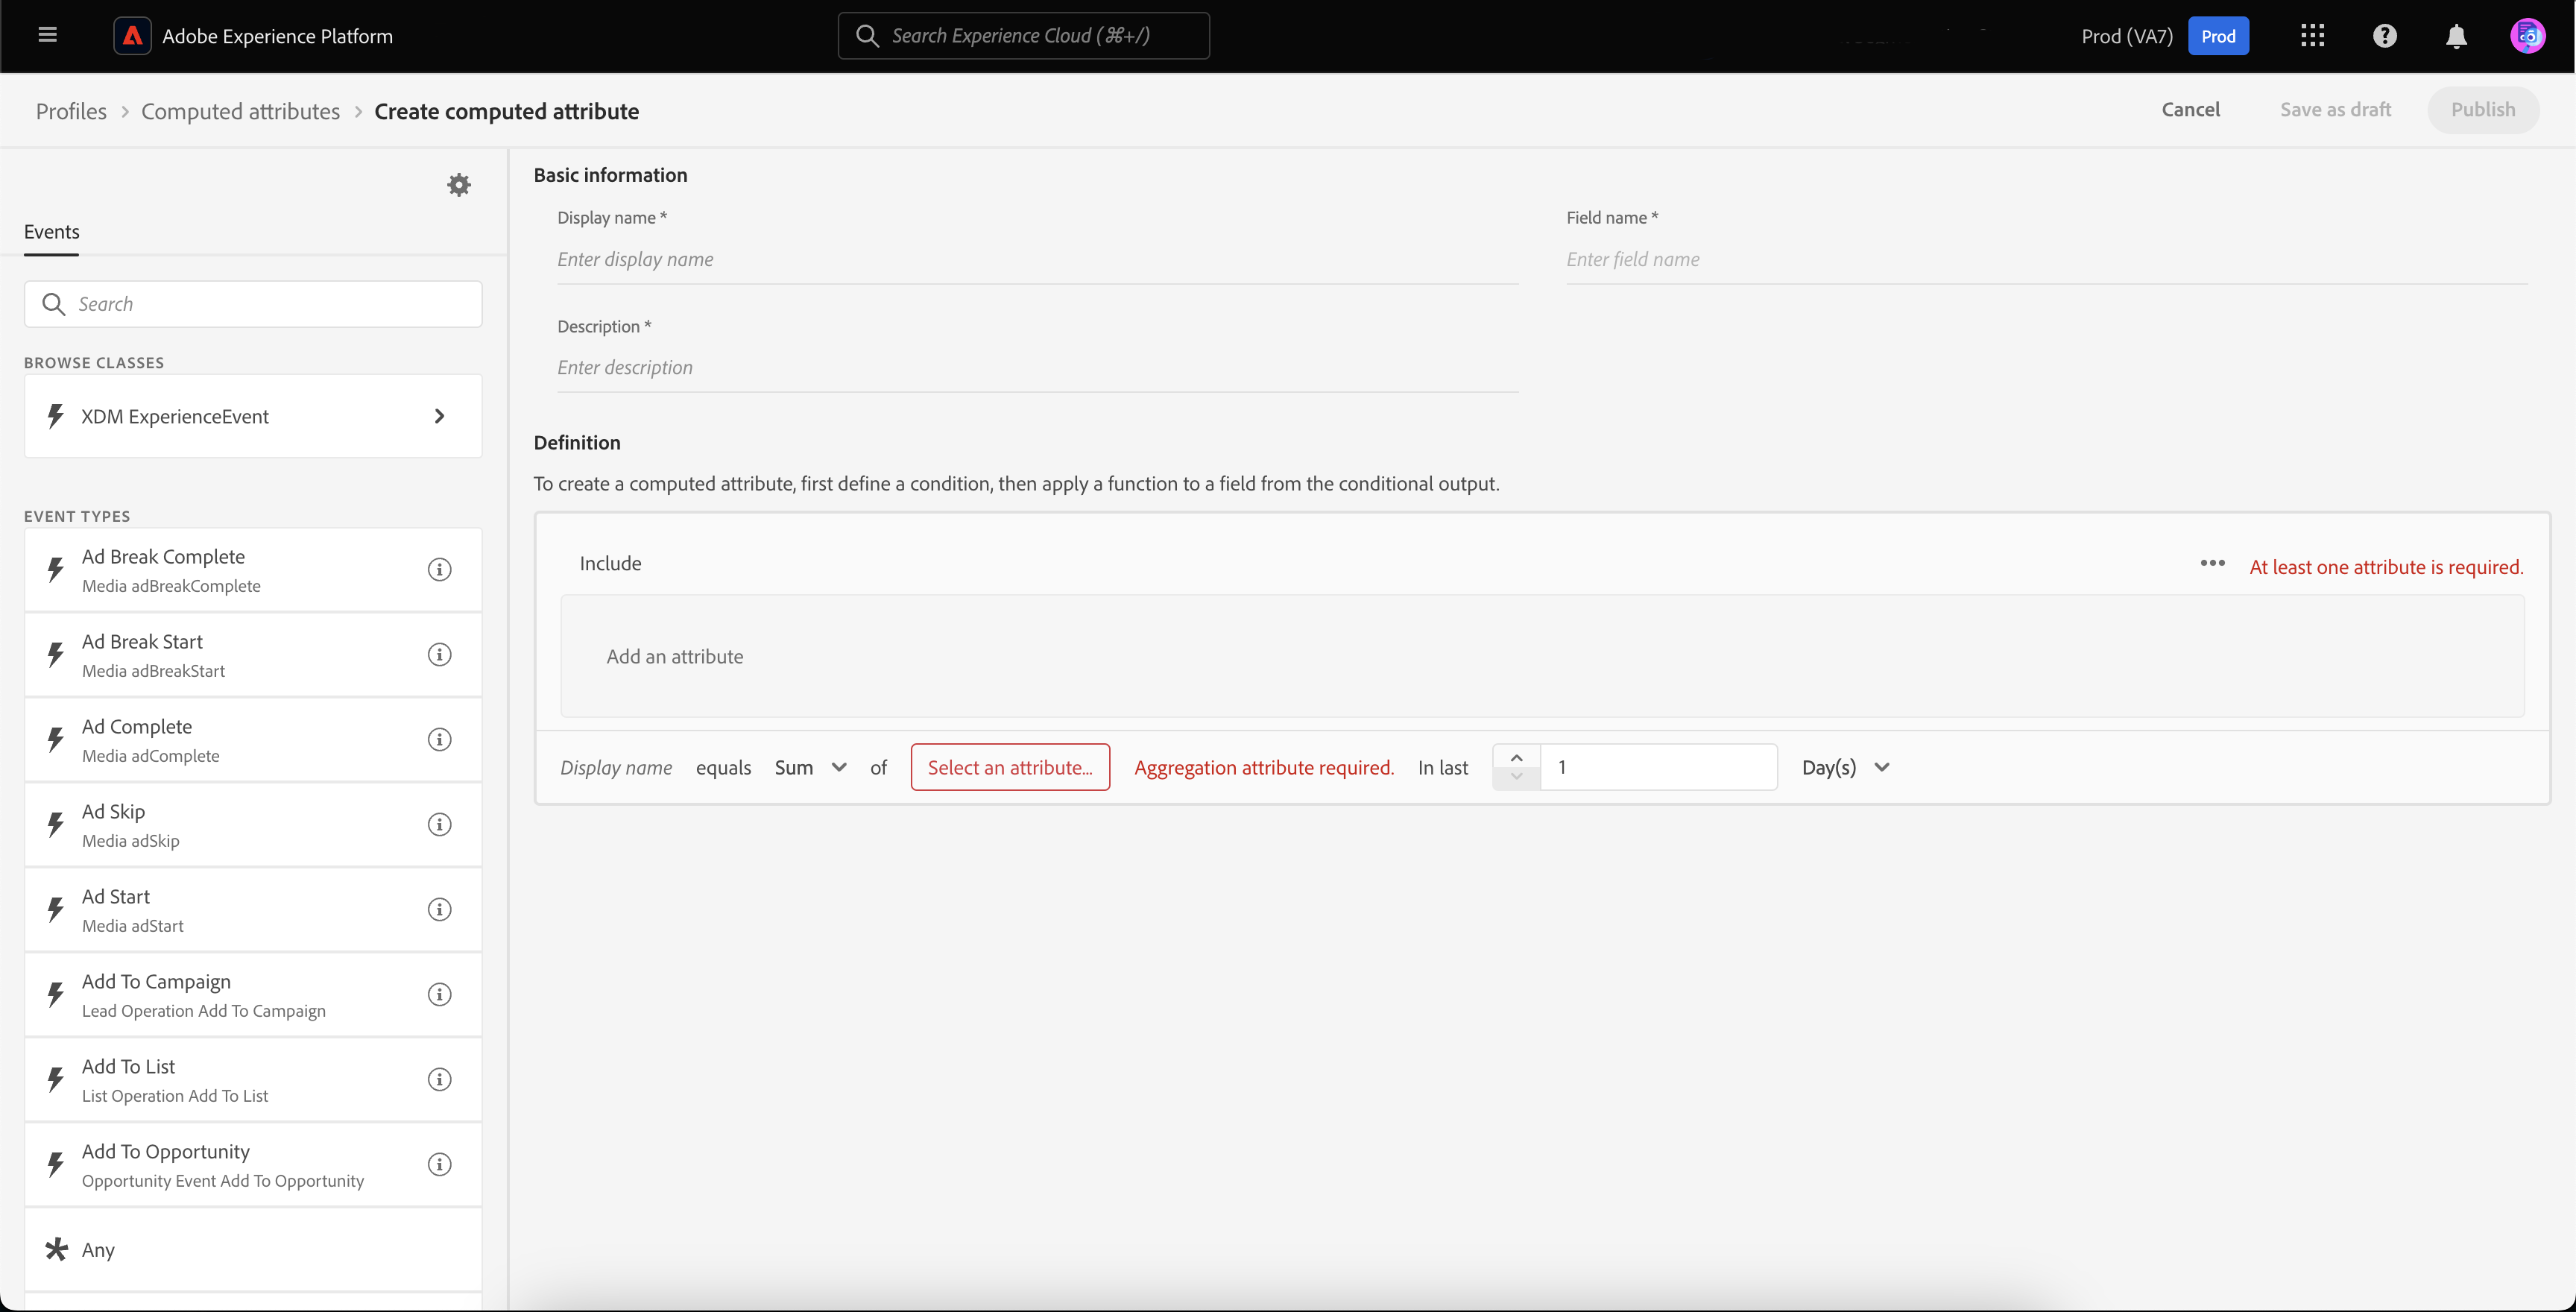 Adobe Experience Platform
Search Experience Cloud (⌘+/)
Prod (VA7) Prod
Profiles > Computed attributes > Create computed attribute
Cancel Save as draft Publish
Events
Search
BROWSE CLASSES
XDM ExperienceEvent
EVENT TYPES
Ad Break Complete
Media adBreakComplete
Ad Break Start
Media adBreakStart
Ad Complete
Media adComplete
Ad Skip
Media adSkip
Ad Start
Media adStart
Add To Campaign
Lead Operation Add To Campaign
Add To List
List Operation Add To List
Add To Opportunity
Opportunity Event Add To Opportunity
Any
Basic information
Display name * Field name *
Enter display name Enter field name
Description *
Enter description
Definition
To create a computed attribute, first define a condition, then apply a function to a field from the conditional output.
Include At least one attribute is required.
Add an attribute
Display name equals Sum of Select an attribute... Aggregation attribute required. In last 1 Day(s)